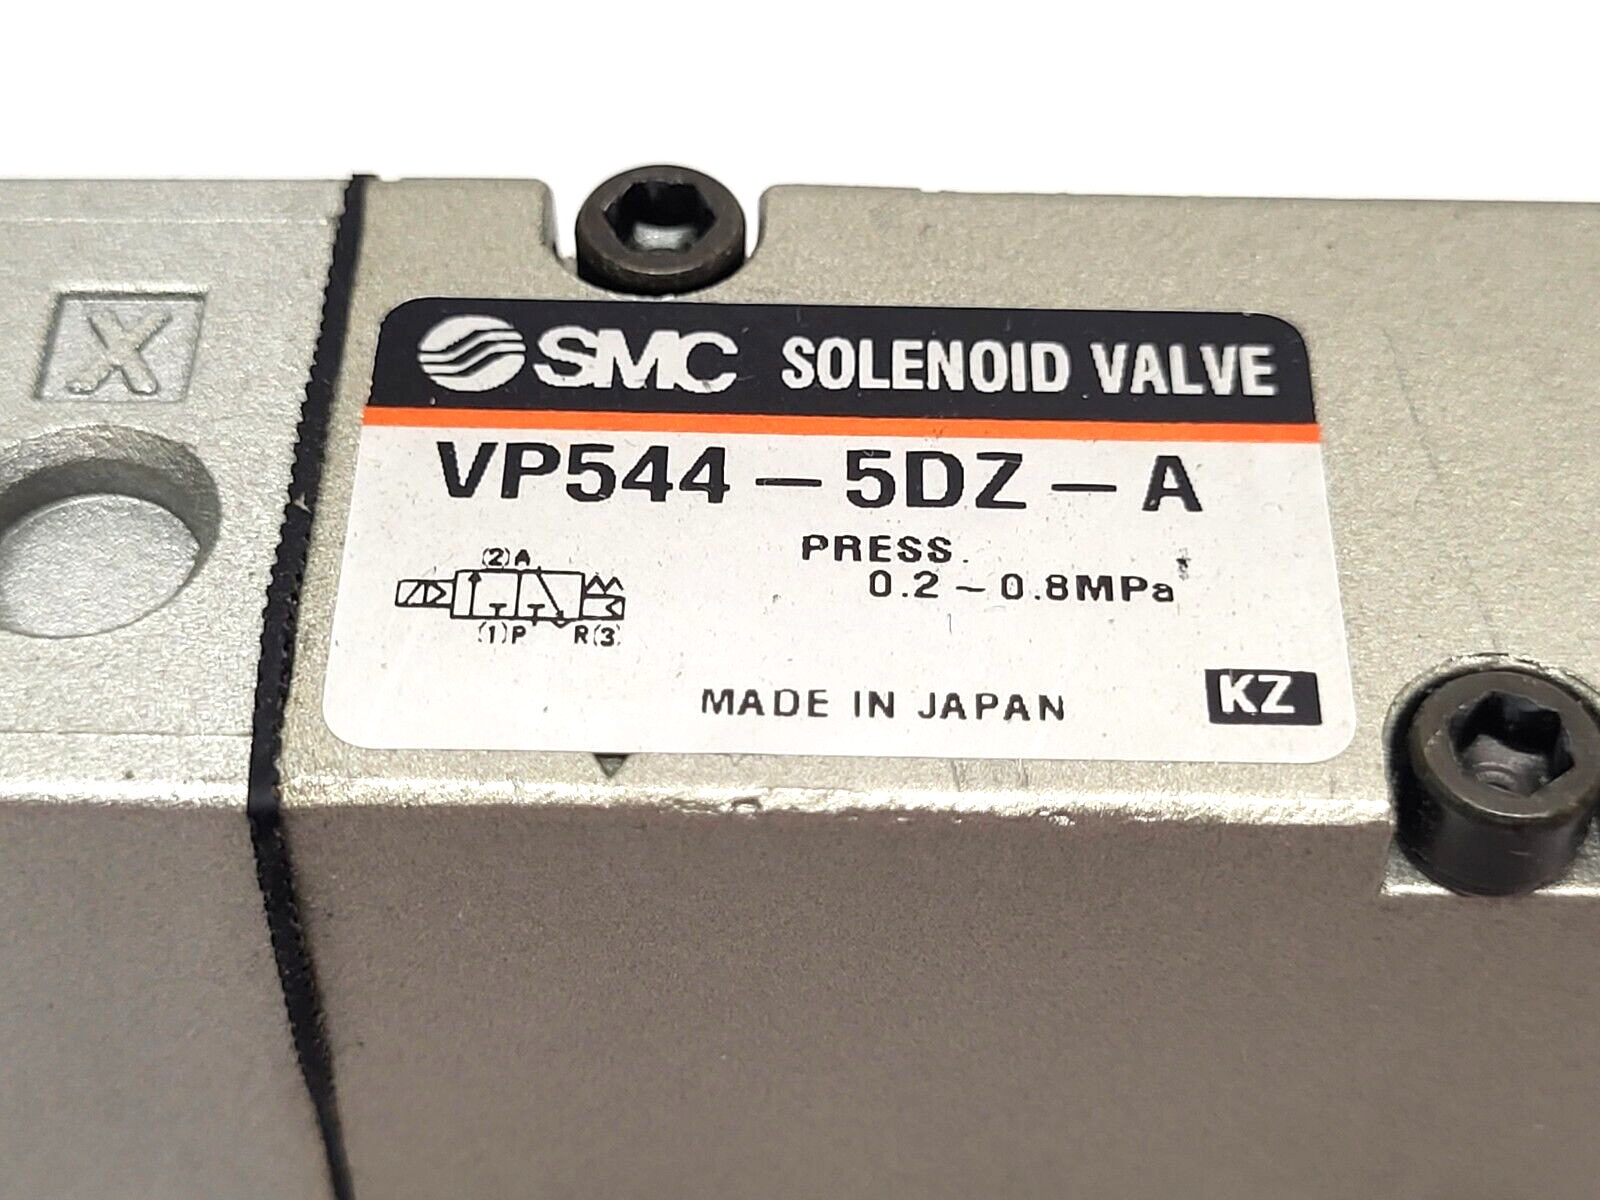 X
SMC SOLENOID VALVE
VP544-5DZ-A
PRESS.
0.2~0.8MPa
(2)A
(1)P R(3)
MADE IN JAPAN
KZ